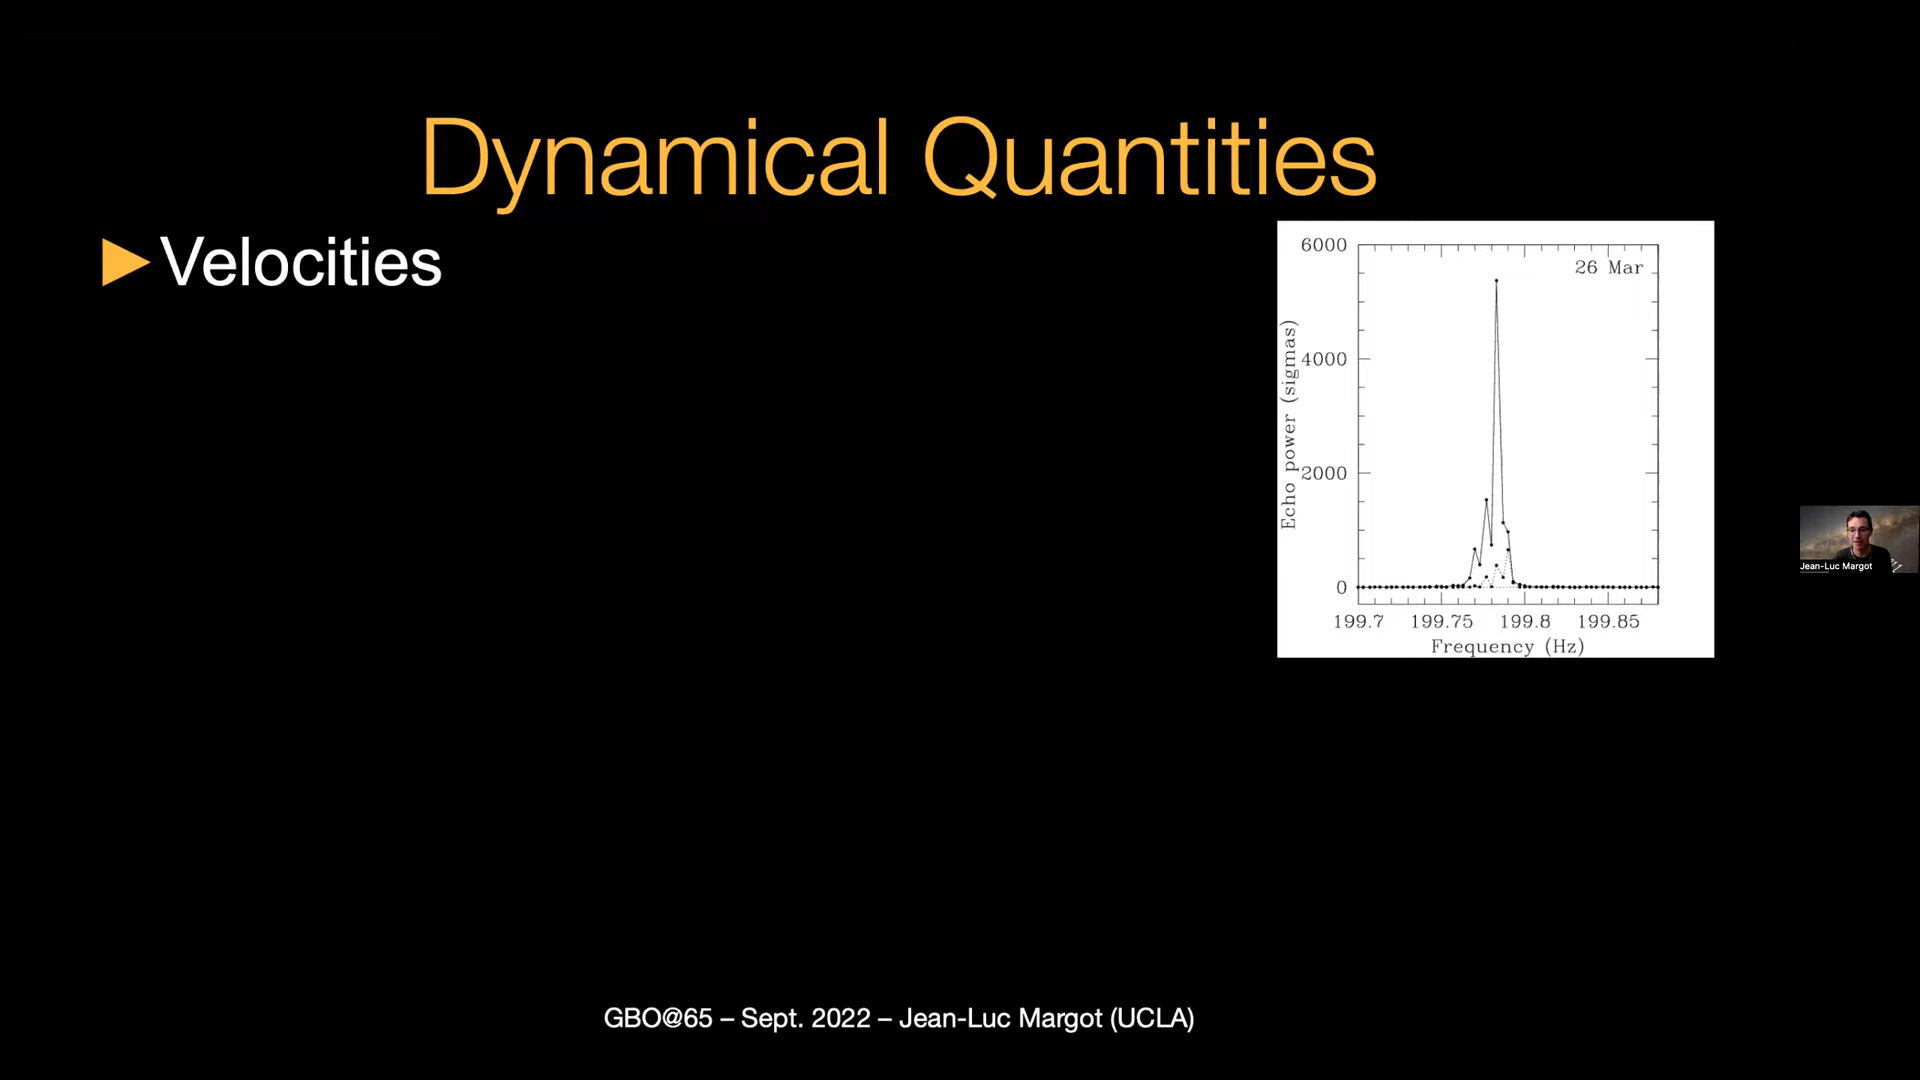 Dynamical Quantities
Velocities
6000
26 Mar
4000
2000
0
Echo power (sigmas)
199.7 199.75 199.8 199.85
Frequency (Hz)
Jean-Luc Margot
GBO@65 – Sept. 2022 – Jean-Luc Margot (UCLA)